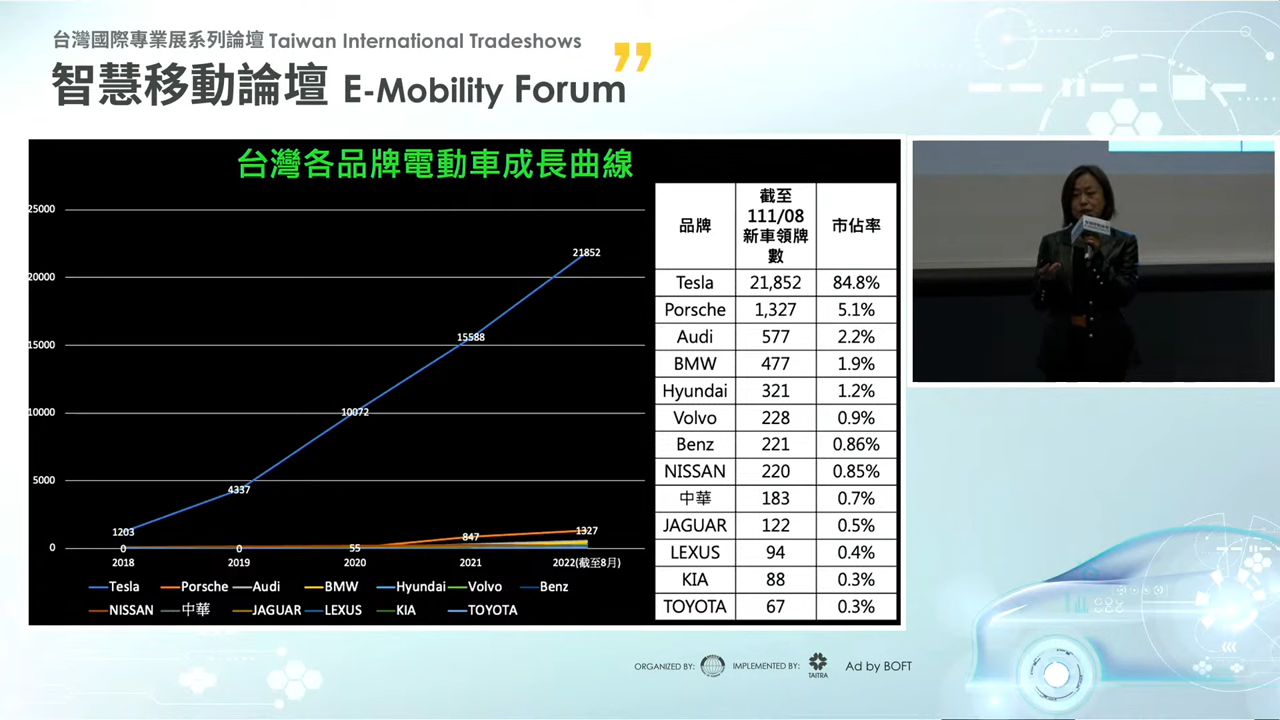 台灣國際專業展系列論壇 Taiwan International Tradeshows
智慧移動論壇 E-Mobility Forum
台灣各品牌電動車成長曲線
25000
20000
15000
10000
5000
0
1203
4337
10072
15588
21852
0
0
55
847
1327
2018
2019
2020
2021
2022(截至8月)
Tesla Porsche Audi BMW Hyundai Volvo Benz
NISSAN 中華 JAGUAR LEXUS KIA TOYOTA
品牌 截至 111/08 新車領牌數 市佔率
Tesla 21,852 84.8%
Porsche 1,327 5.1%
Audi 577 2.2%
BMW 477 1.9%
Hyundai 321 1.2%
Volvo 228 0.9%
Benz 221 0.86%
NISSAN 220 0.85%
中華 183 0.7%
JAGUAR 122 0.5%
LEXUS 94 0.4%
KIA 88 0.3%
TOYOTA 67 0.3%
ORGANIZED BY: IMPLEMENTED BY: TAITRA Ad by BOFT